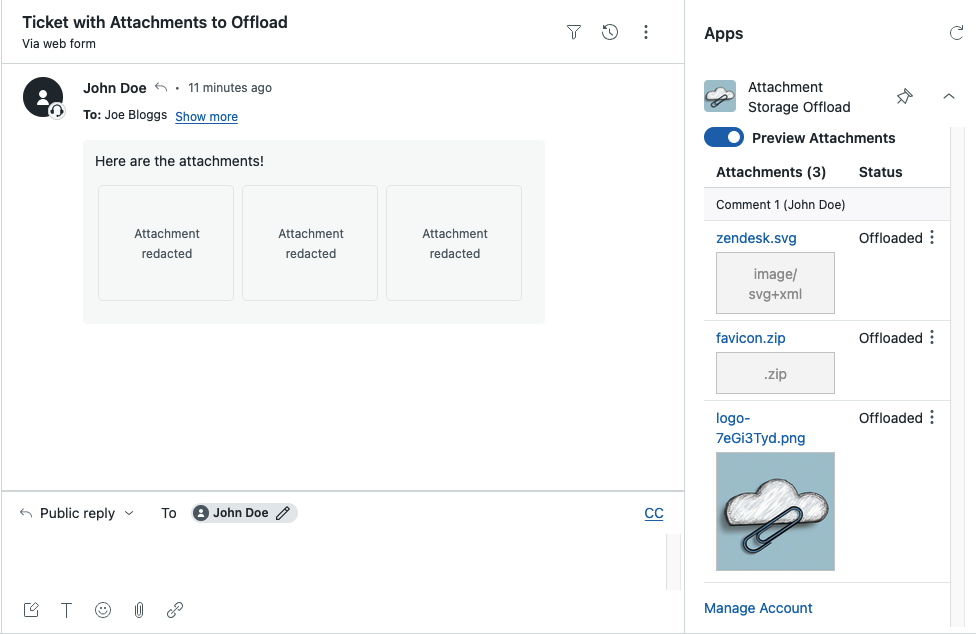 Ticket with Attachments to Offload
Via web form
John Doe • 11 minutes ago
To: Joe Bloggs Show more
Here are the attachments!
Attachment
redacted
Attachment
redacted
Attachment
redacted
Public reply To John Doe CC
Apps
Attachment
Storage Offload
Preview Attachments
Attachments (3) Status
Comment 1 (John Doe)
zendesk.svg Offloaded
image/
svg+xml
favicon.zip Offloaded
.zip
logo- Offloaded
7eGi3Tyd.png
Manage Account